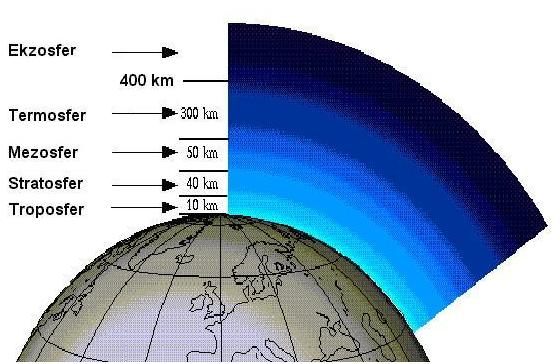 Ekzosfer
400 km
Termosfer 300 km
Mezosfer 50 km
Stratosfer 40 km
Troposfer 10 km